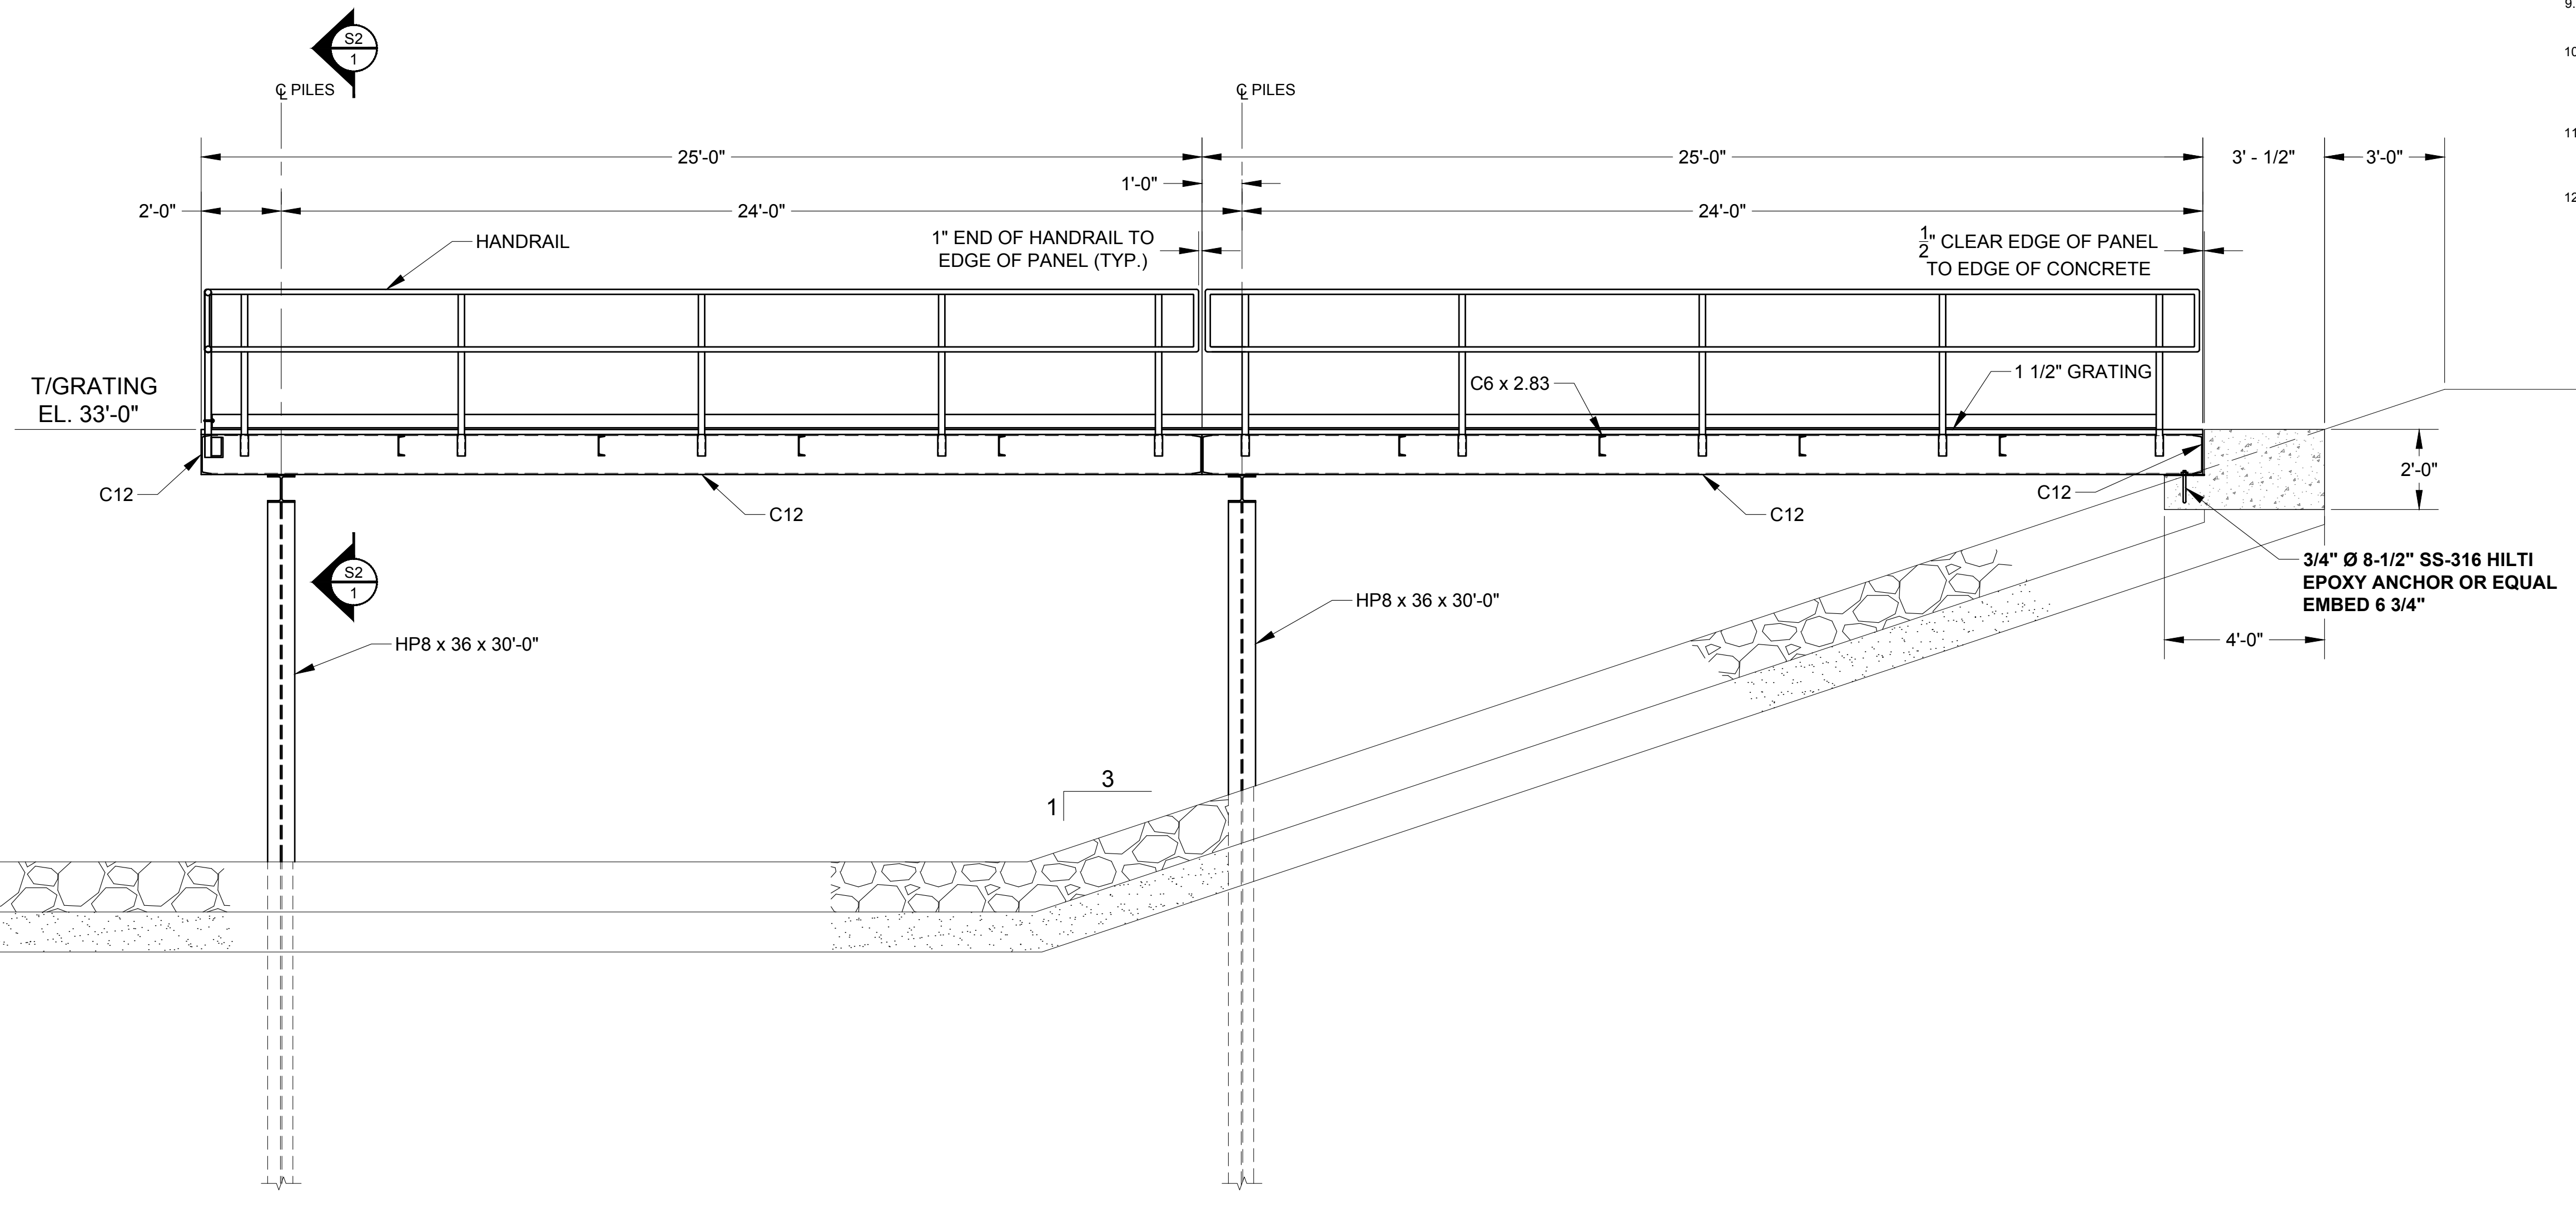 9.
S2
1
10
℄ PILES
℄ PILES
11
25'-0"
25'-0"
3' - 1/2"
3'-0"
1'-0"
12
2'-0"
24'-0"
24'-0"
HANDRAIL
1" END OF HANDRAIL TO
EDGE OF PANEL (TYP.)
1/2" CLEAR EDGE OF PANEL
TO EDGE OF CONCRETE
T/GRATING
EL. 33'-0"
C6 x 2.83
1 1/2" GRATING
2'-0"
C12
C12
C12
C12
S2
1
3/4" Ø 8-1/2" SS-316 HILTI
EPOXY ANCHOR OR EQUAL
EMBED 6 3/4"
HP8 x 36 x 30'-0"
HP8 x 36 x 30'-0"
4'-0"
3
1